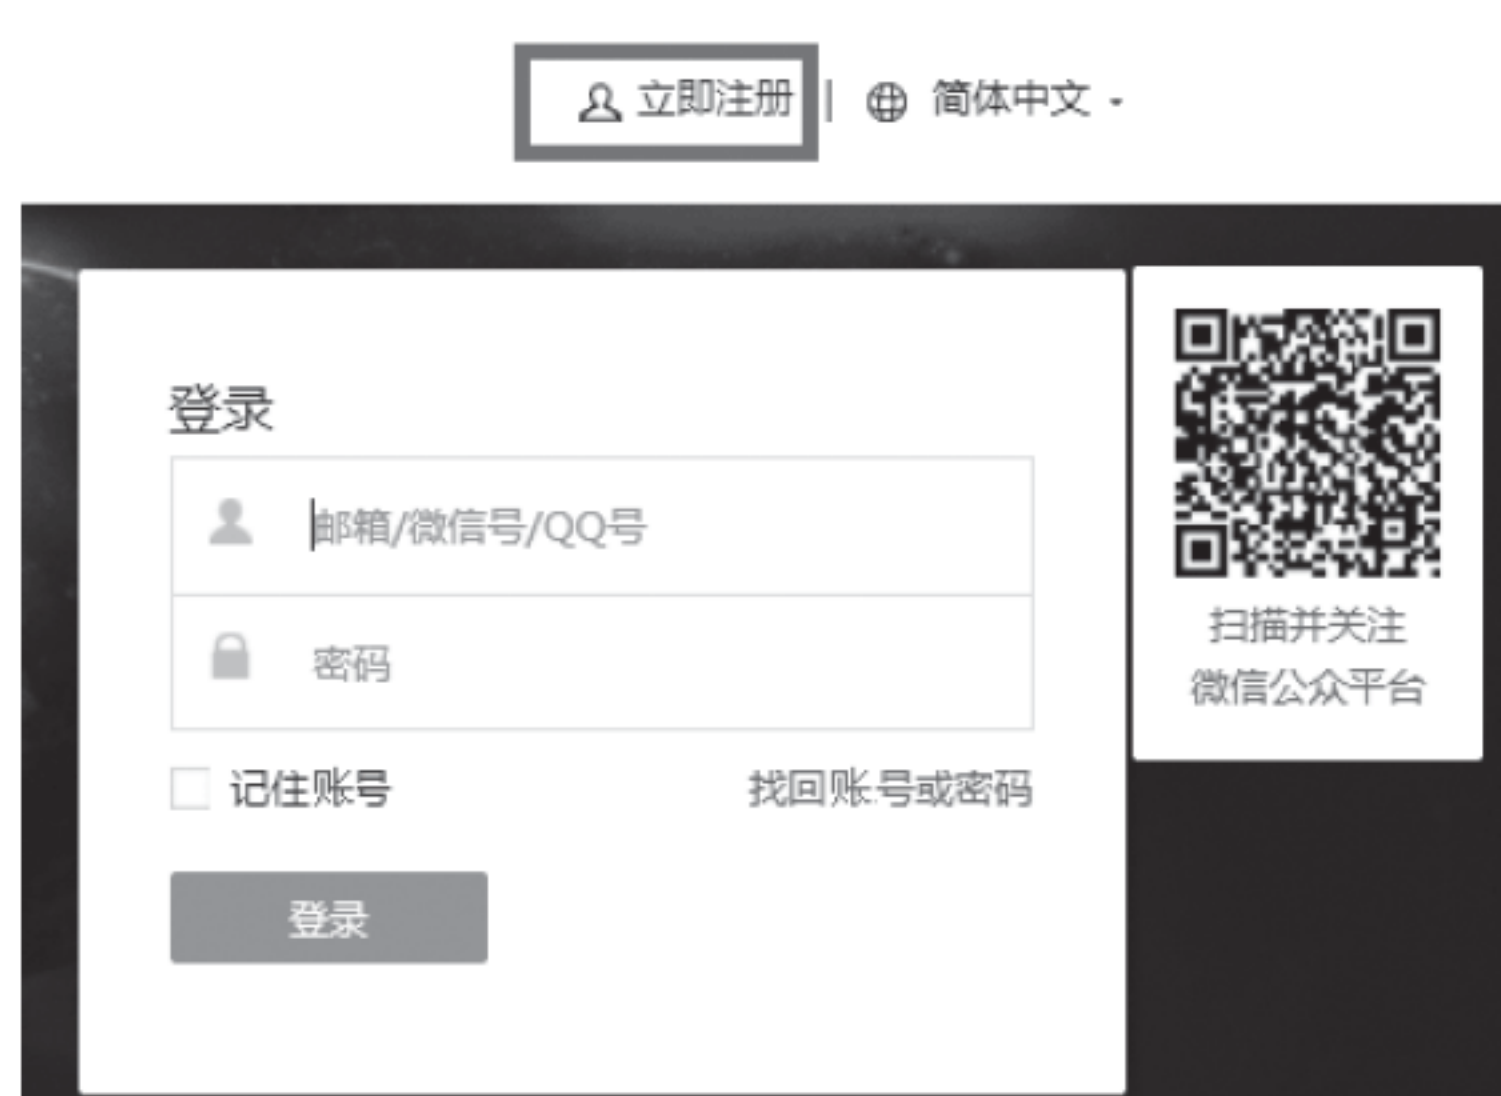 立即注册 | 简体中文
登录
邮箱/微信号/QQ号
密码
记住账号 找回账号或密码
登录
扫描并关注
微信公众平台